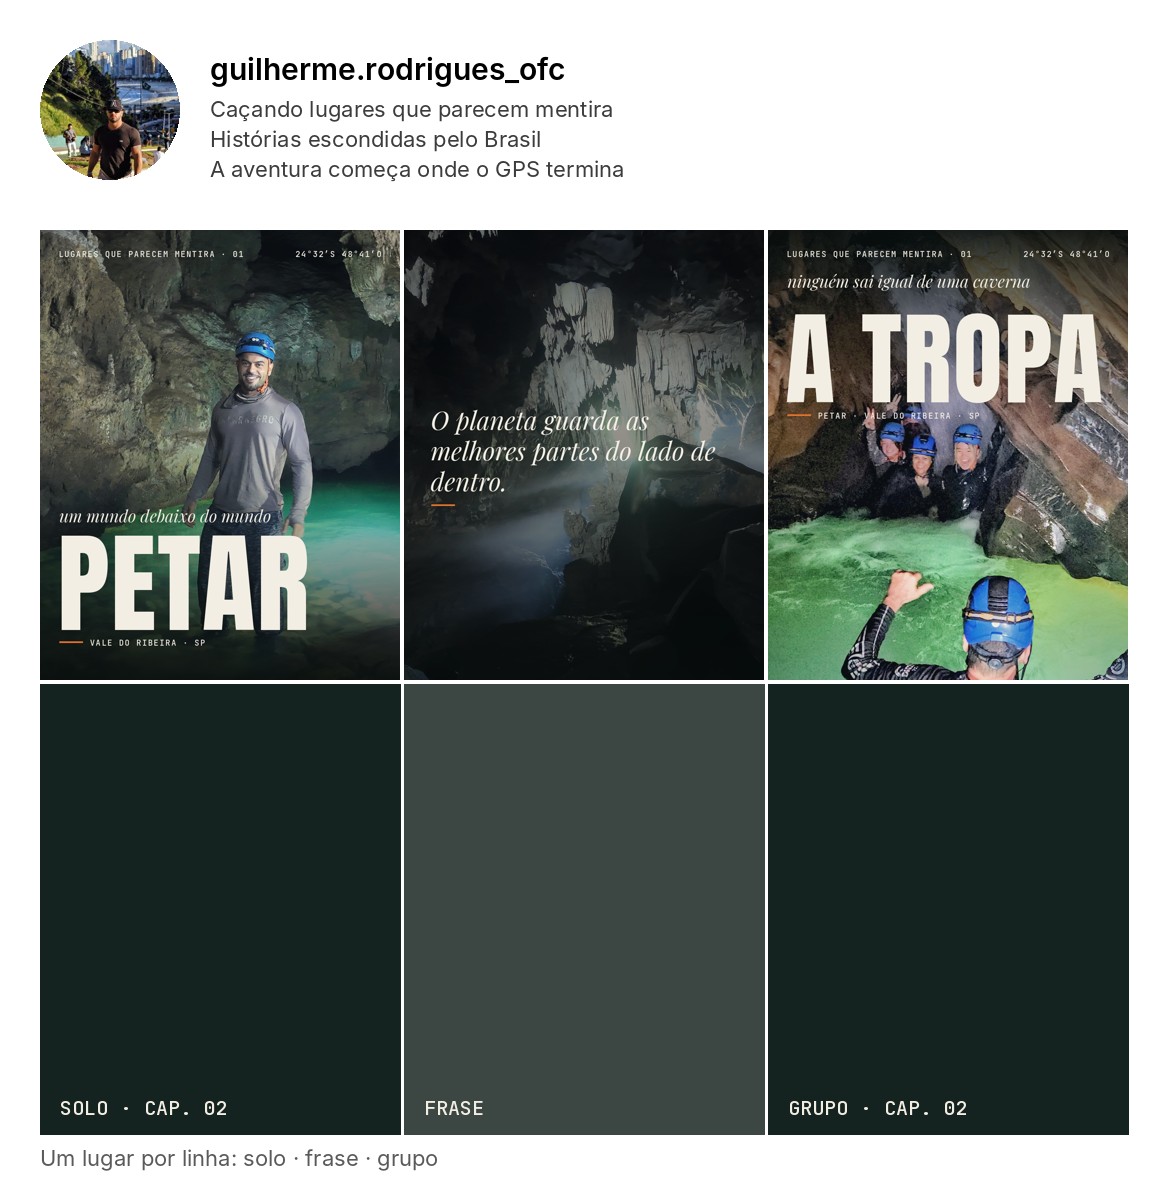 guilherme.rodrigues_ofc
Caçando lugares que parecem mentira
Histórias escondidas pelo Brasil
A aventura começa onde o GPS termina
LUGARES QUE PARECEM MENTIRA · 01
24°32'S 48°41'O
um mundo debaixo do mundo
PETAR
VALE DO RIBEIRA · SP
O planeta guarda as
melhores partes do lado de
dentro.
LUGARES QUE PARECEM MENTIRA · 01
24°32'S 48°41'O
ninguém sai igual de uma caverna
A TROPA
PETAR · VALE DO RIBEIRA · SP
SOLO · CAP. 02
FRASE
GRUPO · CAP. 02
Um lugar por linha: solo · frase · grupo